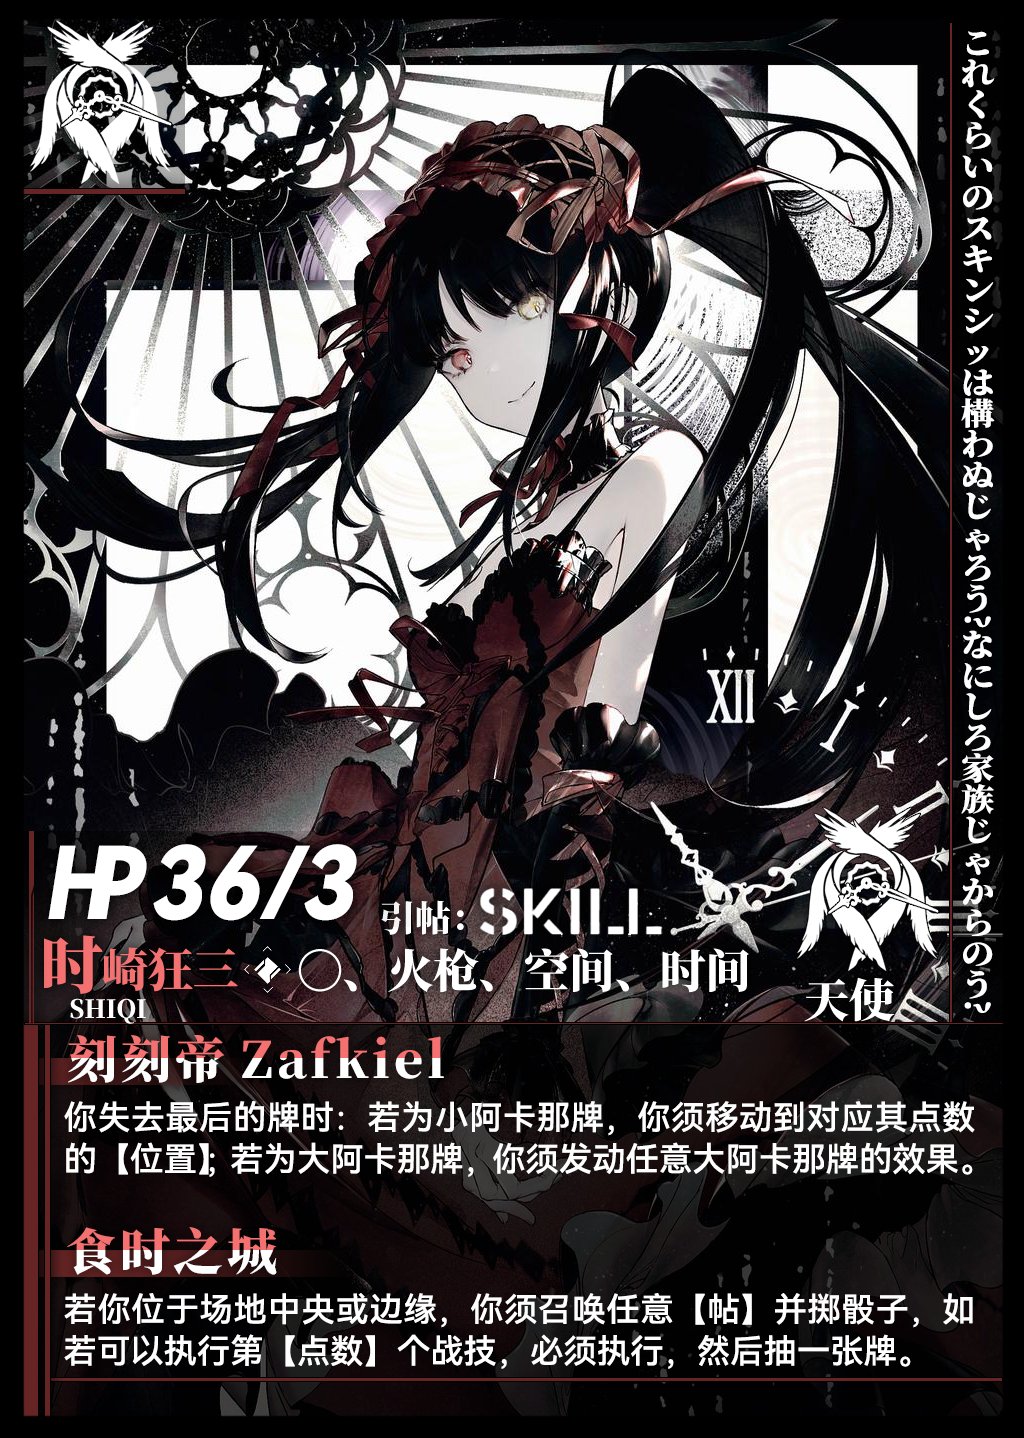 これくらいのスキンシッは構わぬじゃろう?なにしろ家族じゃからのう?
XII
I
II
III
HP 36/3
引帖:SKILL
时崎狂三 〇、火枪、空间、时间
SHIQI
天使
刻刻帝 Zafkiel
你失去最后的牌时:若为小阿卡那牌,你须移动到对应其点数
的【位置】;若为大阿卡那牌,你须发动任意大阿卡那牌的效果。
食时之城
若你位于场地中央或边缘,你须召唤任意【帖】并掷骰子,如
若可以执行第【点数】个战技,必须执行,然后抽一张牌。